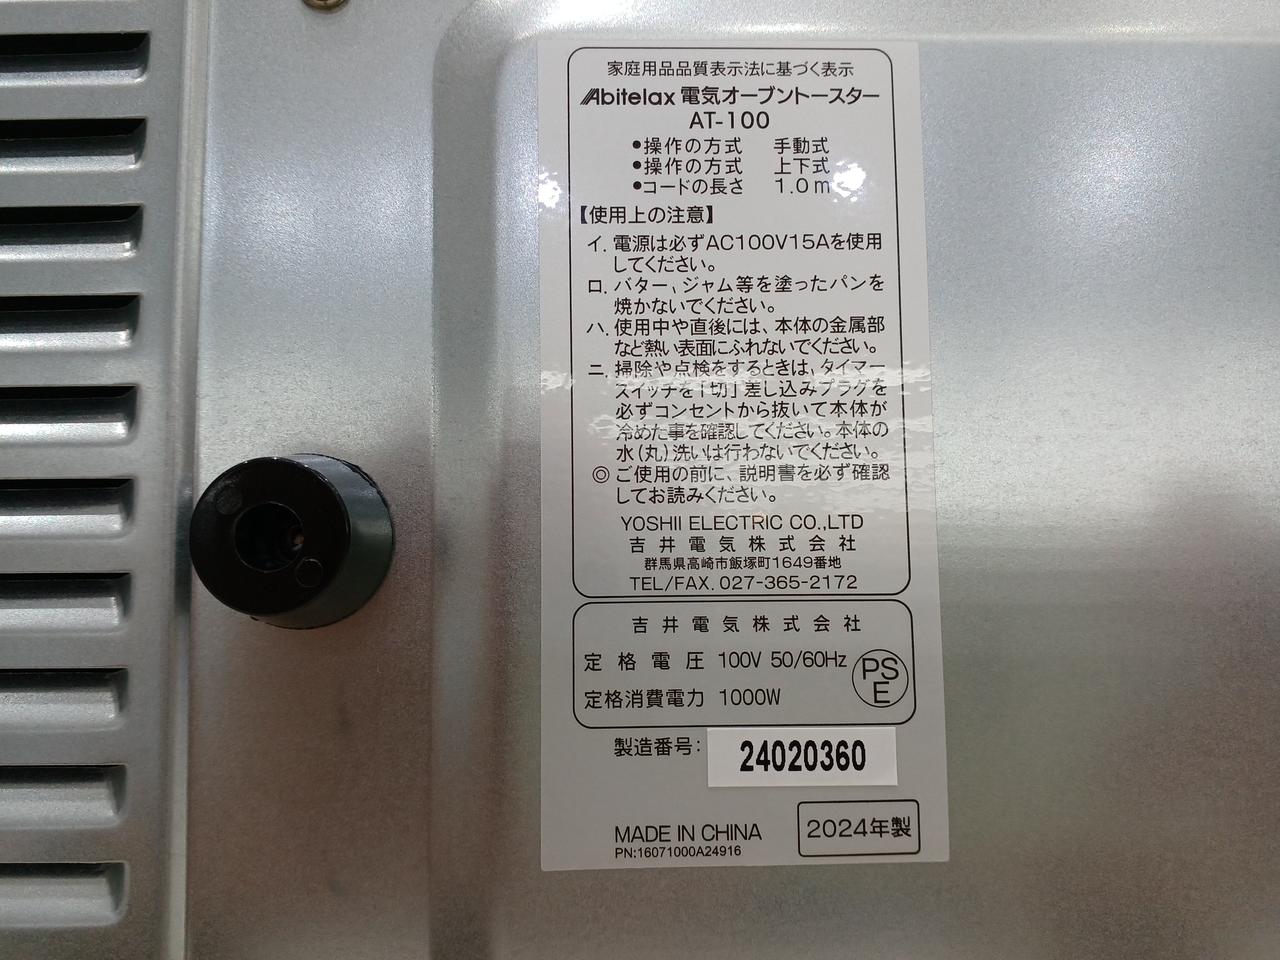 家庭用品品質表示法に基づく表示
Abitelax 電気オーブントースター
AT-100
●操作の方式 手動式
●操作の方式 上下式
●コードの長さ 1.0m
【使用上の注意】
イ. 電源は必ずAC100V15Aを使用
してください。
ロ. バター、ジャム等を塗ったパンを
焼かないでください。
ハ. 使用中や直後には、本体の金属部
など熱い表面にふれないでください。
ニ. 掃除や点検をするときは、タイマー
スイッチを「切」差し込みプラグを
必ずコンセントから抜いて本体が
冷めた事を確認してください。本体の
水(丸)洗いは行わないでください。
◎ ご使用の前に、説明書を必ず確認
してお読みください。
YOSHII ELECTRIC CO.,LTD
吉井電気株式会社
群馬県高崎市飯塚町1649番地
TEL/FAX. 027-365-2172
吉井電気株式会社
定格電圧 100V 50/60Hz
定格消費電力 1000W
PS
E
製造番号: 24020360
MADE IN CHINA
PN:16071000A24916
2024年製